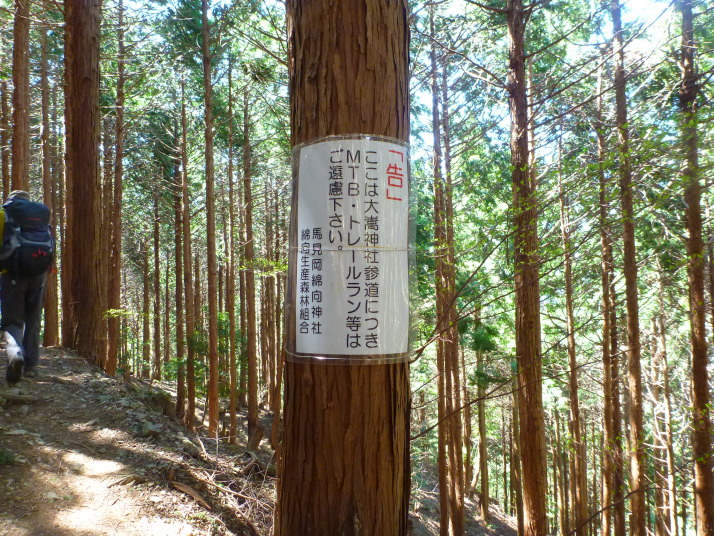 「告」
ここは大嵩神社参道につき
MTB・トレールラン等は
ご遠慮下さい。
馬見岡綿向神社
綿向生産森林組合